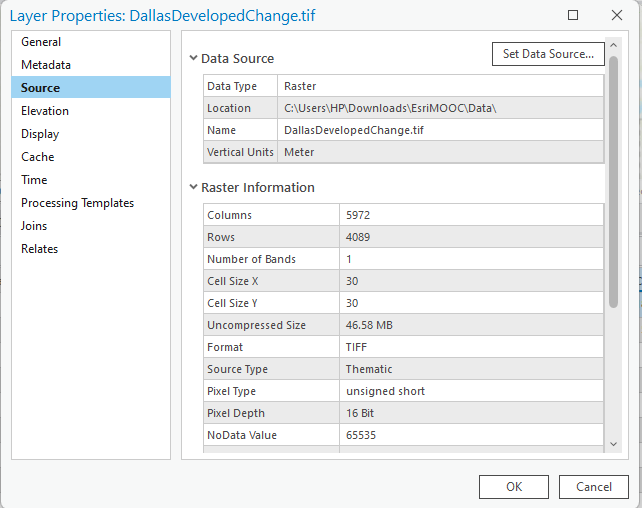 Layer Properties: DallasDevelopedChange.tif
General
Metadata
Source
Elevation
Display
Cache
Time
Processing Templates
Joins
Relates
Data Source
Set Data Source...
Data Type Raster
Location C:\Users\HP\Downloads\EsriMOOC\Data\
Name DallasDevelopedChange.tif
Vertical Units Meter
Raster Information
Columns 5972
Rows 4089
Number of Bands 1
Cell Size X 30
Cell Size Y 30
Uncompressed Size 46.58 MB
Format TIFF
Source Type Thematic
Pixel Type unsigned short
Pixel Depth 16 Bit
NoData Value 65535
OK Cancel